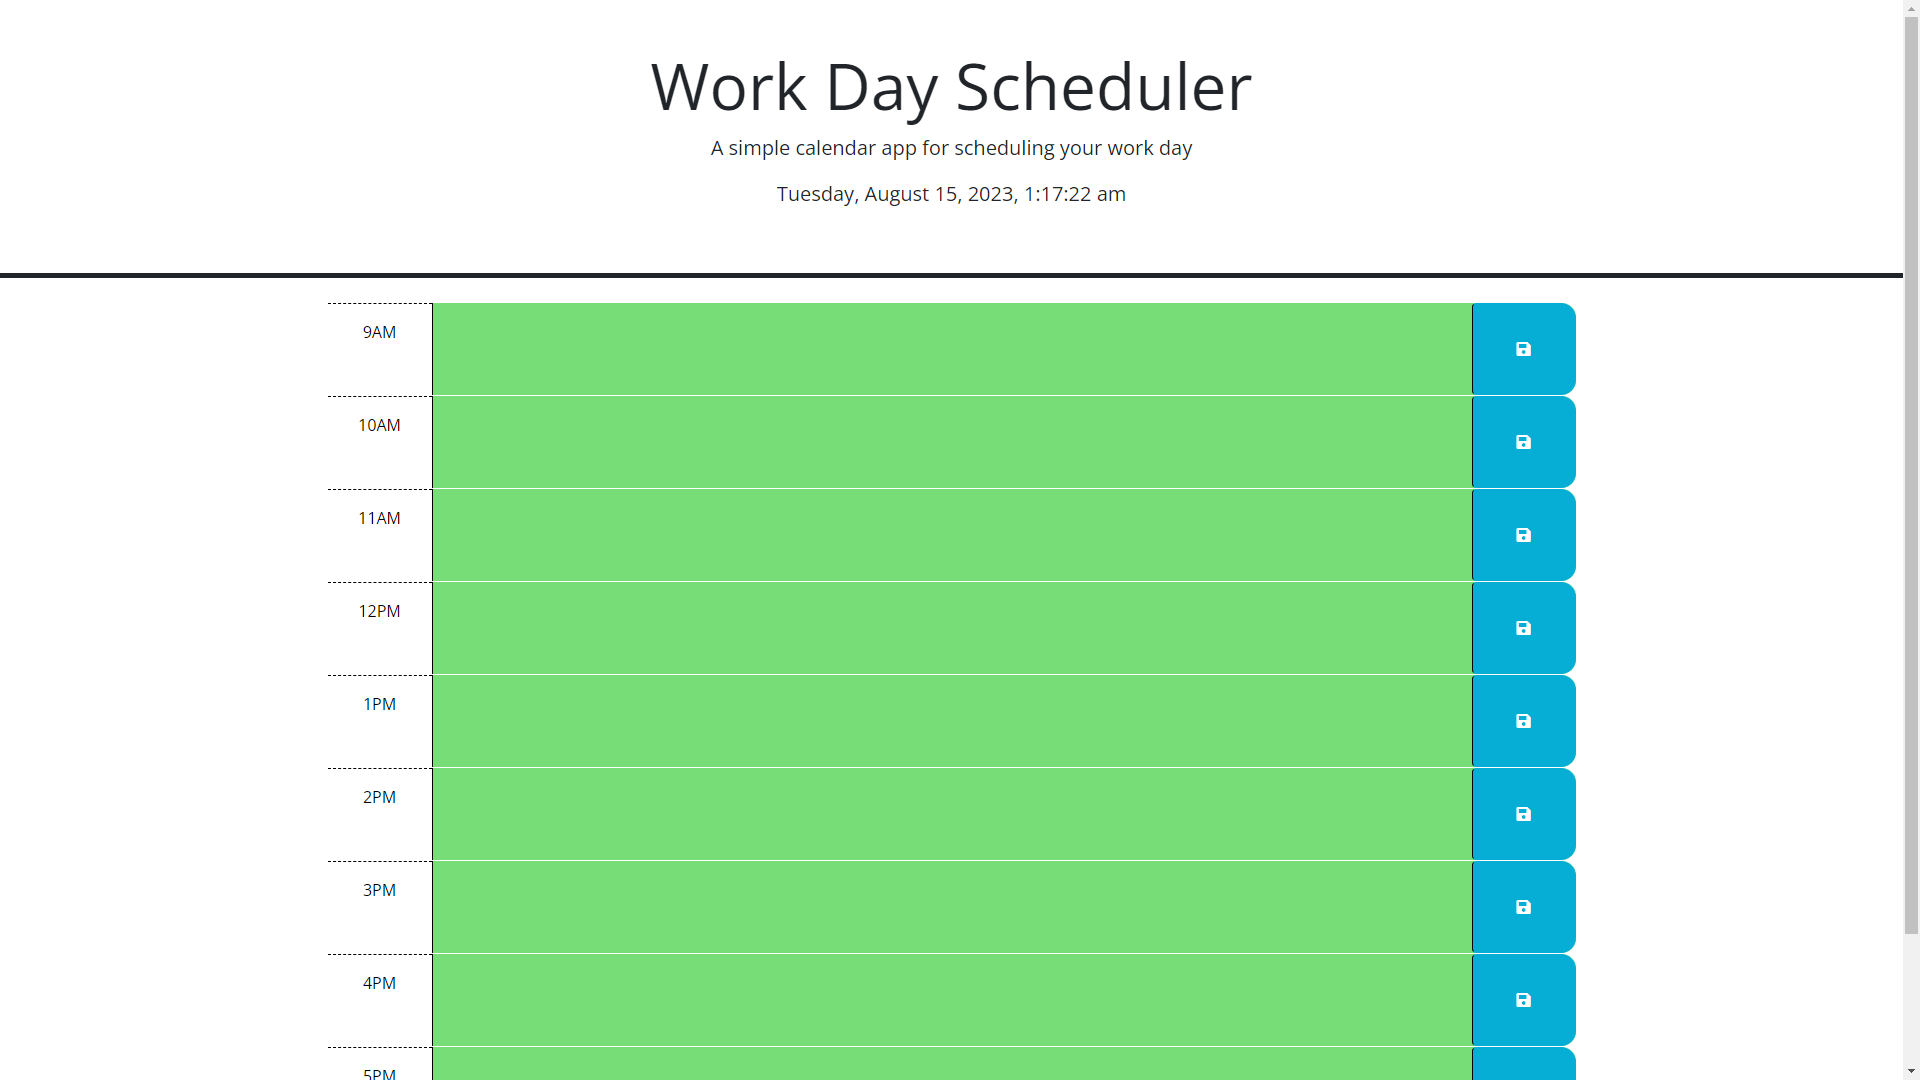 Work Day Scheduler
A simple calendar app for scheduling your work day
Tuesday, August 15, 2023, 1:17:22 am
9AM
10AM
11AM
12PM
1PM
2PM
3PM
4PM
5PM